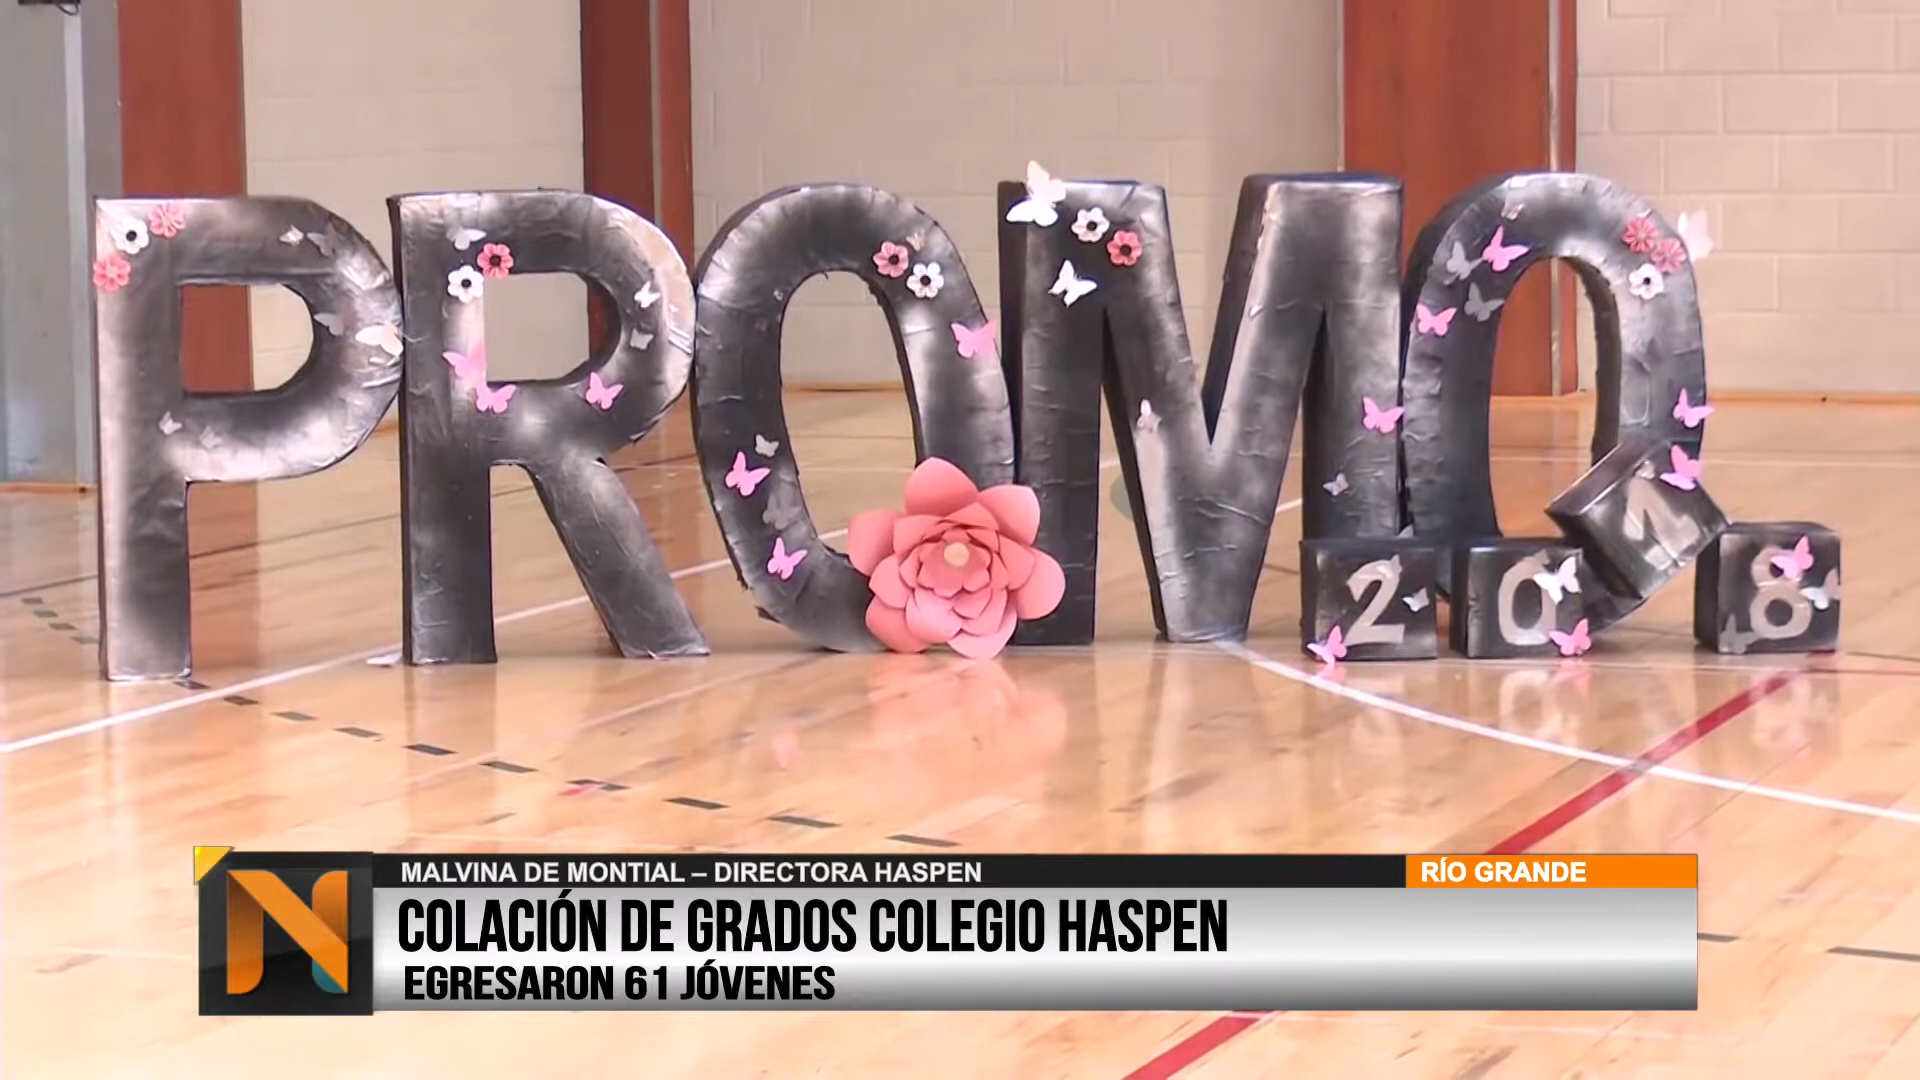 PROMO
2018
MALVINA DE MONTIAL – DIRECTORA HASPEN
RÍO GRANDE
N
COLACIÓN DE GRADOS COLEGIO HASPEN
EGRESARON 61 JÓVENES